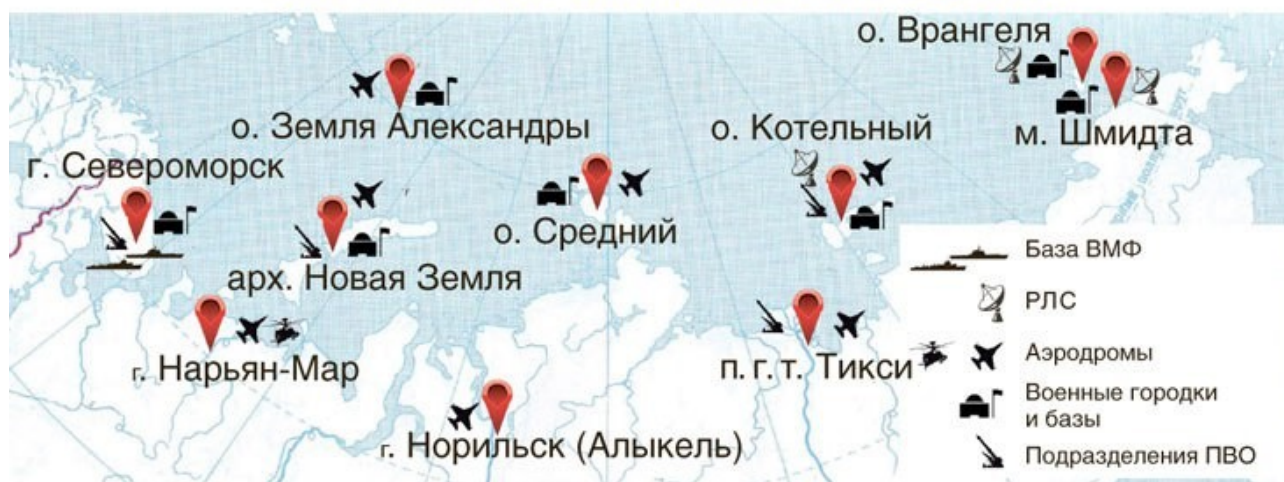 о. Врангеля
о. Земля Александры
о. Котельный
м. Шмидта
г. Североморск
о. Средний
арх. Новая Земля
г. Нарьян-Мар
п. г. т. Тикси
г. Норильск (Алыкель)
База ВМФ
РЛС
Аэродромы
Военные городки
и базы
Подразделения ПВО